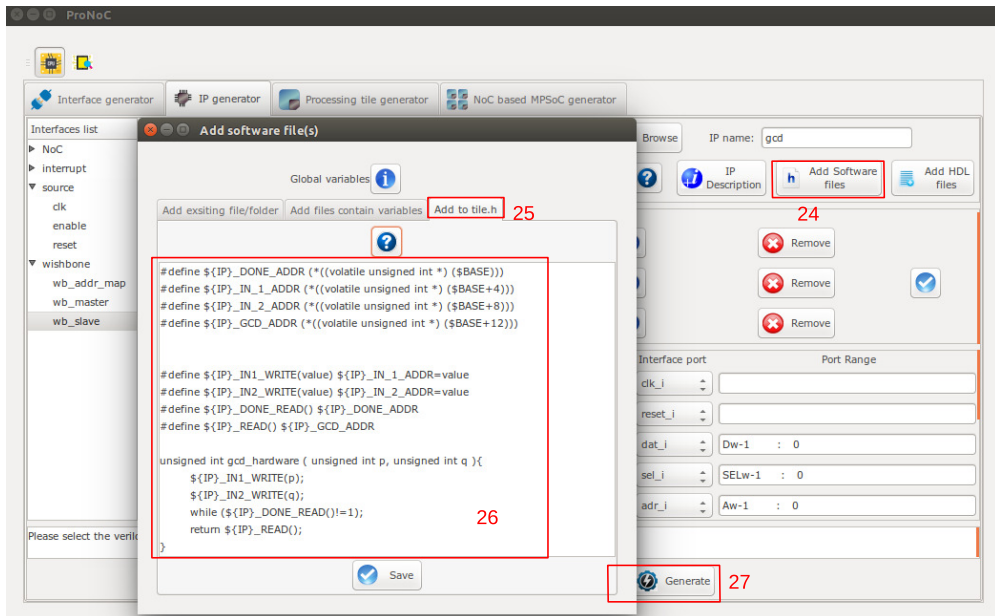 ProNoC
Interface generator
IP generator
Processing tile generator
NoC based MPSoC generator
Interfaces list
NoC
interrupt
source
clk
enable
reset
wishbone
wb_addr_map
wb_master
wb_slave
Please select the
Add software file(s)
Global variables
Add exsiting file/folder
Add files contain variables
Add to tile.h
25
#define ${IP}_DONE_ADDR (*((volatile unsigned int *) ($BASE)))
#define ${IP}_IN_1_ADDR (*((volatile unsigned int *) ($BASE+4)))
#define ${IP}_IN_2_ADDR (*((volatile unsigned int *) ($BASE+8)))
#define ${IP}_GCD_ADDR (*((volatile unsigned int *) ($BASE+12)))
#define ${IP}_IN1_WRITE(value) ${IP}_IN_1_ADDR=value
#define ${IP}_IN2_WRITE(value) ${IP}_IN_2_ADDR=value
#define ${IP}_DONE_READ() ${IP}_DONE_ADDR
#define ${IP}_READ() ${IP}_GCD_ADDR
unsigned int gcd_hardware ( unsigned int p, unsigned int q ){
${IP}_IN1_WRITE(p);
${IP}_IN2_WRITE(q);
while (${IP}_DONE_READ()!=1);
return ${IP}_READ();
}
26
Save
Browse
IP name:
gcd
IP
Description
h
Add Software
files
Add HDL
files
24
Remove
Remove
Remove
Interface port
Port Range
clk_i
reset_i
dat_i
Dw-1 : 0
sel_i
SELw-1 : 0
adr_i
Aw-1 : 0
Generate
27